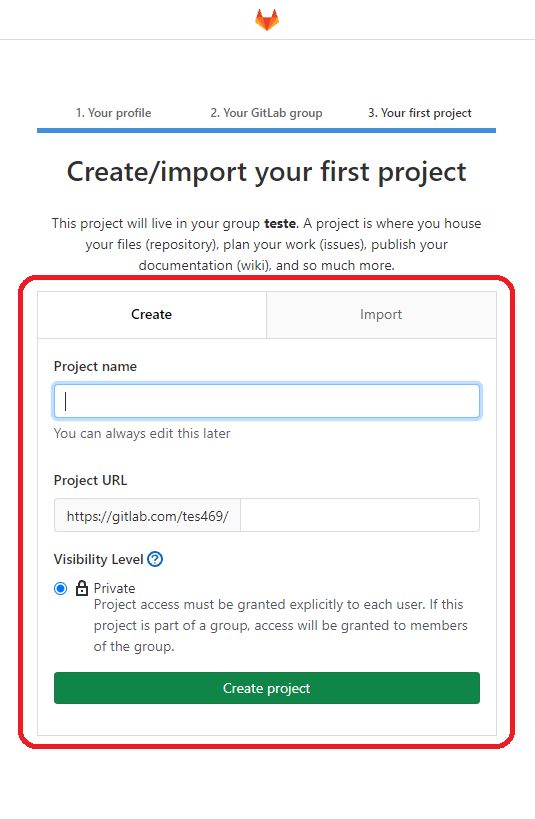 1. Your profile 2. Your GitLab group 3. Your first project
Create/import your first project
This project will live in your group teste. A project is where you house
your files (repository), plan your work (issues), publish your
documentation (wiki), and so much more.
Create Import
Project name
You can always edit this later
Project URL
https://gitlab.com/tes469/
Visibility Level ?
Private
Project access must be granted explicitly to each user. If this
project is part of a group, access will be granted to members
of the group.
Create project